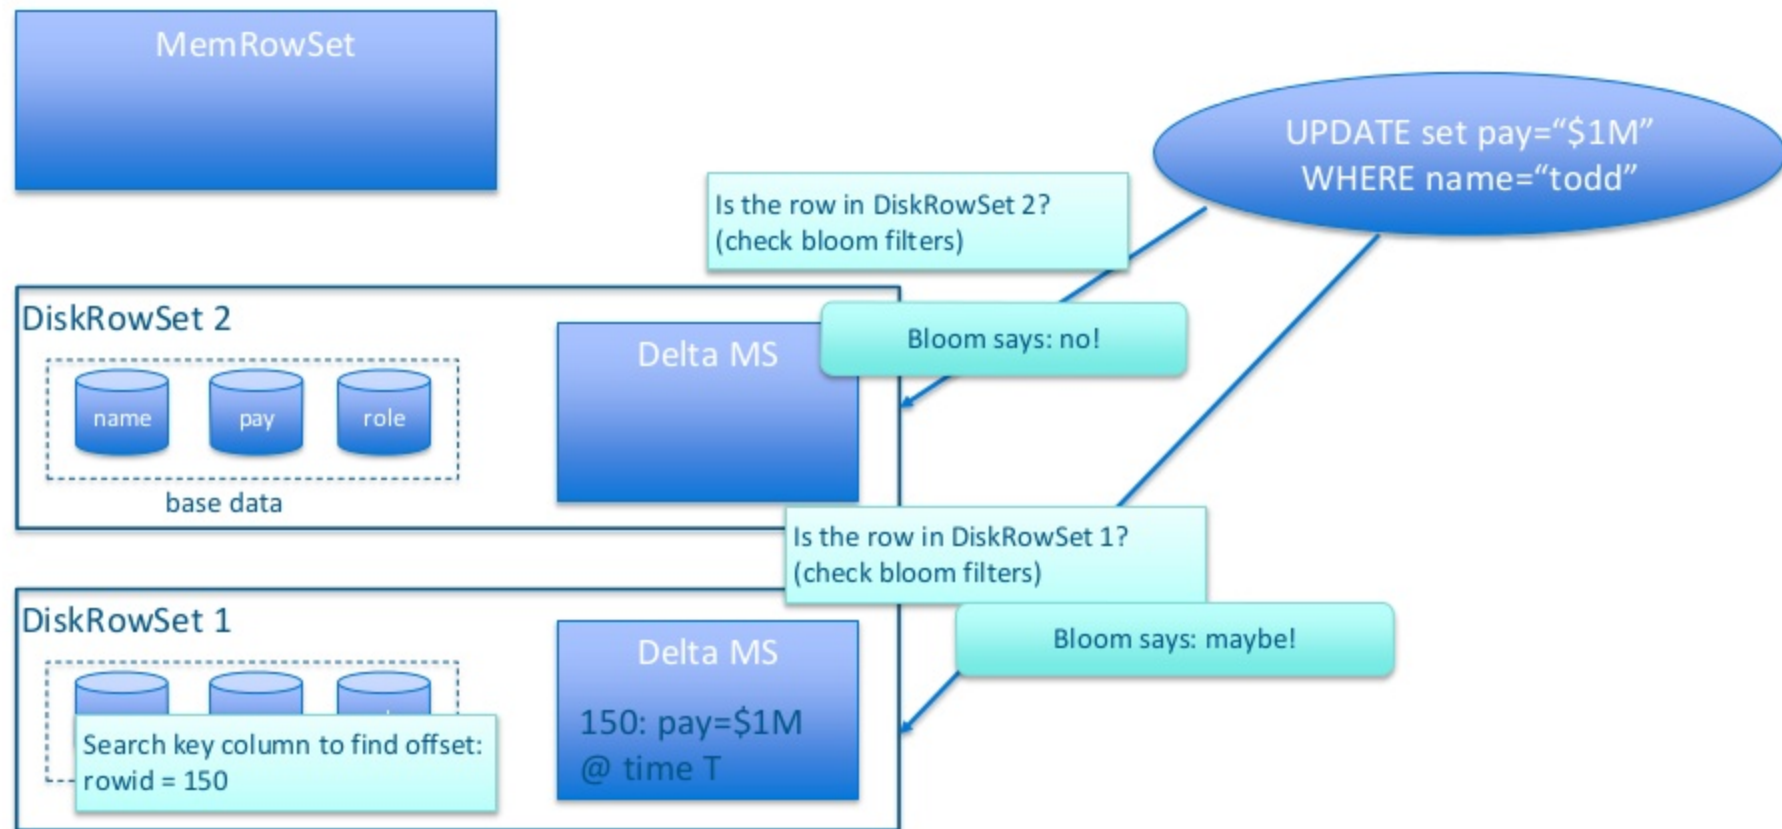 MemRowSet
UPDATE set pay=“$1M”
WHERE name=“todd”
Is the row in DiskRowSet 2?
(check bloom filters)
DiskRowSet 2
Delta MS
Bloom says: no!
name
pay
role
base data
Is the row in DiskRowSet 1?
(check bloom filters)
DiskRowSet 1
Delta MS
Bloom says: maybe!
150: pay=$1M
@ time T
Search key column to find offset:
rowid = 150